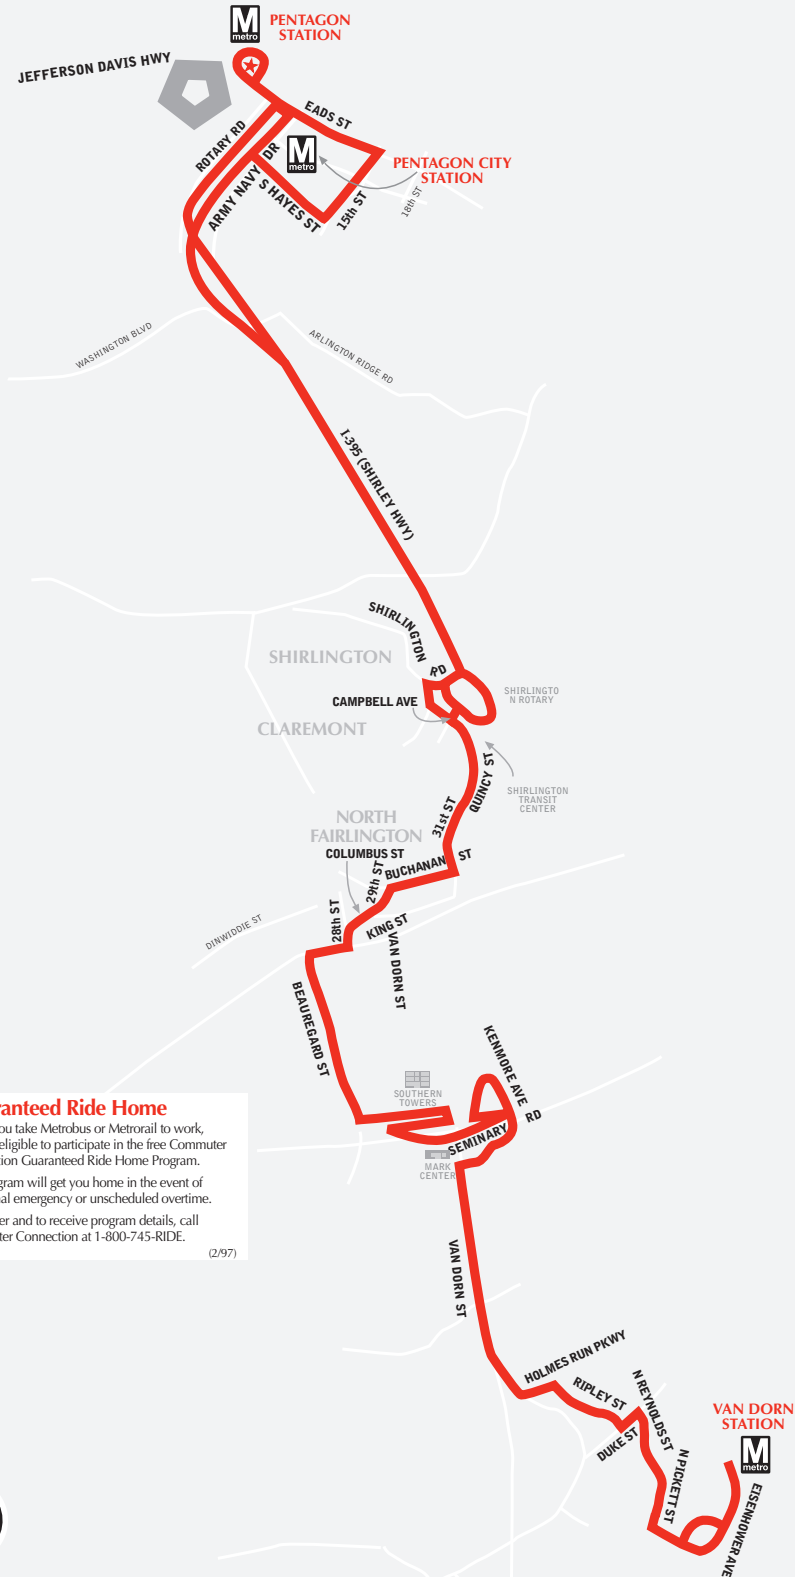 M
metro
PENTAGON
STATION
JEFFERSON DAVIS HWY
EADS ST
ROTARY RD
M
metro
ARMY NAVY DR
PENTAGON CITY
STATION
S HAYES ST
15th ST
18th ST
WASHINGTON BLVD
ARLINGTON RIDGE RD
I-395 (SHIRLEY HWY)
SHIRLINGTON RD
SHIRLINGTON
CAMPBELL AVE
SHIRLINGTO
N ROTARY
CLAREMONT
QUINCY ST
SHIRLINGTON
TRANSIT
CENTER
31st ST
NORTH
FAIRLINGTON
COLUMBUS ST
BUCHANAN ST
29th ST
28th ST
KING ST
DINWIDDIE ST
VAN DORN ST
BEAUREGARD ST
KENMORE AVE
SOUTHERN
TOWERS
SEMINARY RD
MARK
CENTER
ranteed Ride Home
ou take Metrobus or Metrorail to work,
eligible to participate in the free Commuter
tion Guaranteed Ride Home Program.
gram will get you home in the event of
nal emergency or unscheduled overtime.
er and to receive program details, call
ter Connection at 1-800-745-RIDE.
(2/97)
VAN DORN ST
HOLMES RUN PKWY
RIPLEY ST
N REYNOLDS ST
DUKE ST
VAN DORN
STATION
M
metro
N PICKETT ST
EISENHOWER AVE